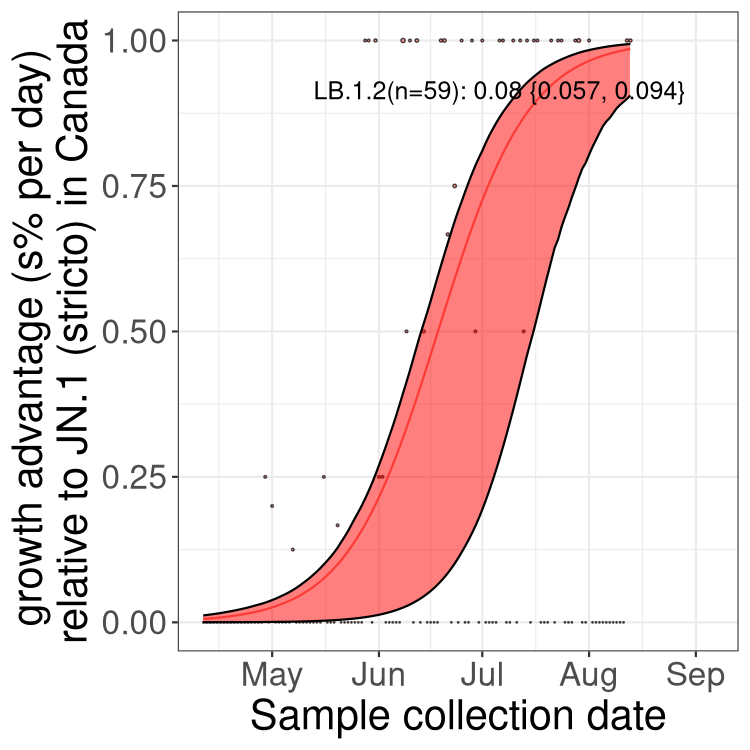 growth advantage (s% per day)
relative to JN.1 (stricto) in Canada
1.00
0.75
0.50
0.25
0.00
LB.1.2(n=59): 0.08 {0.057, 0.094}
May Jun Jul Aug Sep
Sample collection date